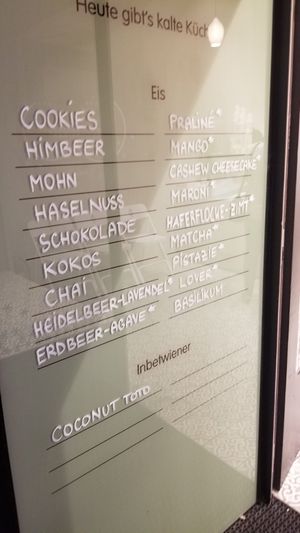 Heute gibt's kalte Küch
Eis
COOKIES
HIMBEER
MOHN
HASELNUSS
SCHOKOLADE
KOKOS
CHAI
HEIDELBEER-LAVENDEL*
ERDBEER-AGAVE*
PRALINE*
MANGO*
CASHEW CHEESECAKE*
MARONI*
HAFERFLOCKE-ZIMT*
MATCHA*
PISTAZIE*
LOVER*
BASILIKUM
Inbetwiener
COCONUT TOTO